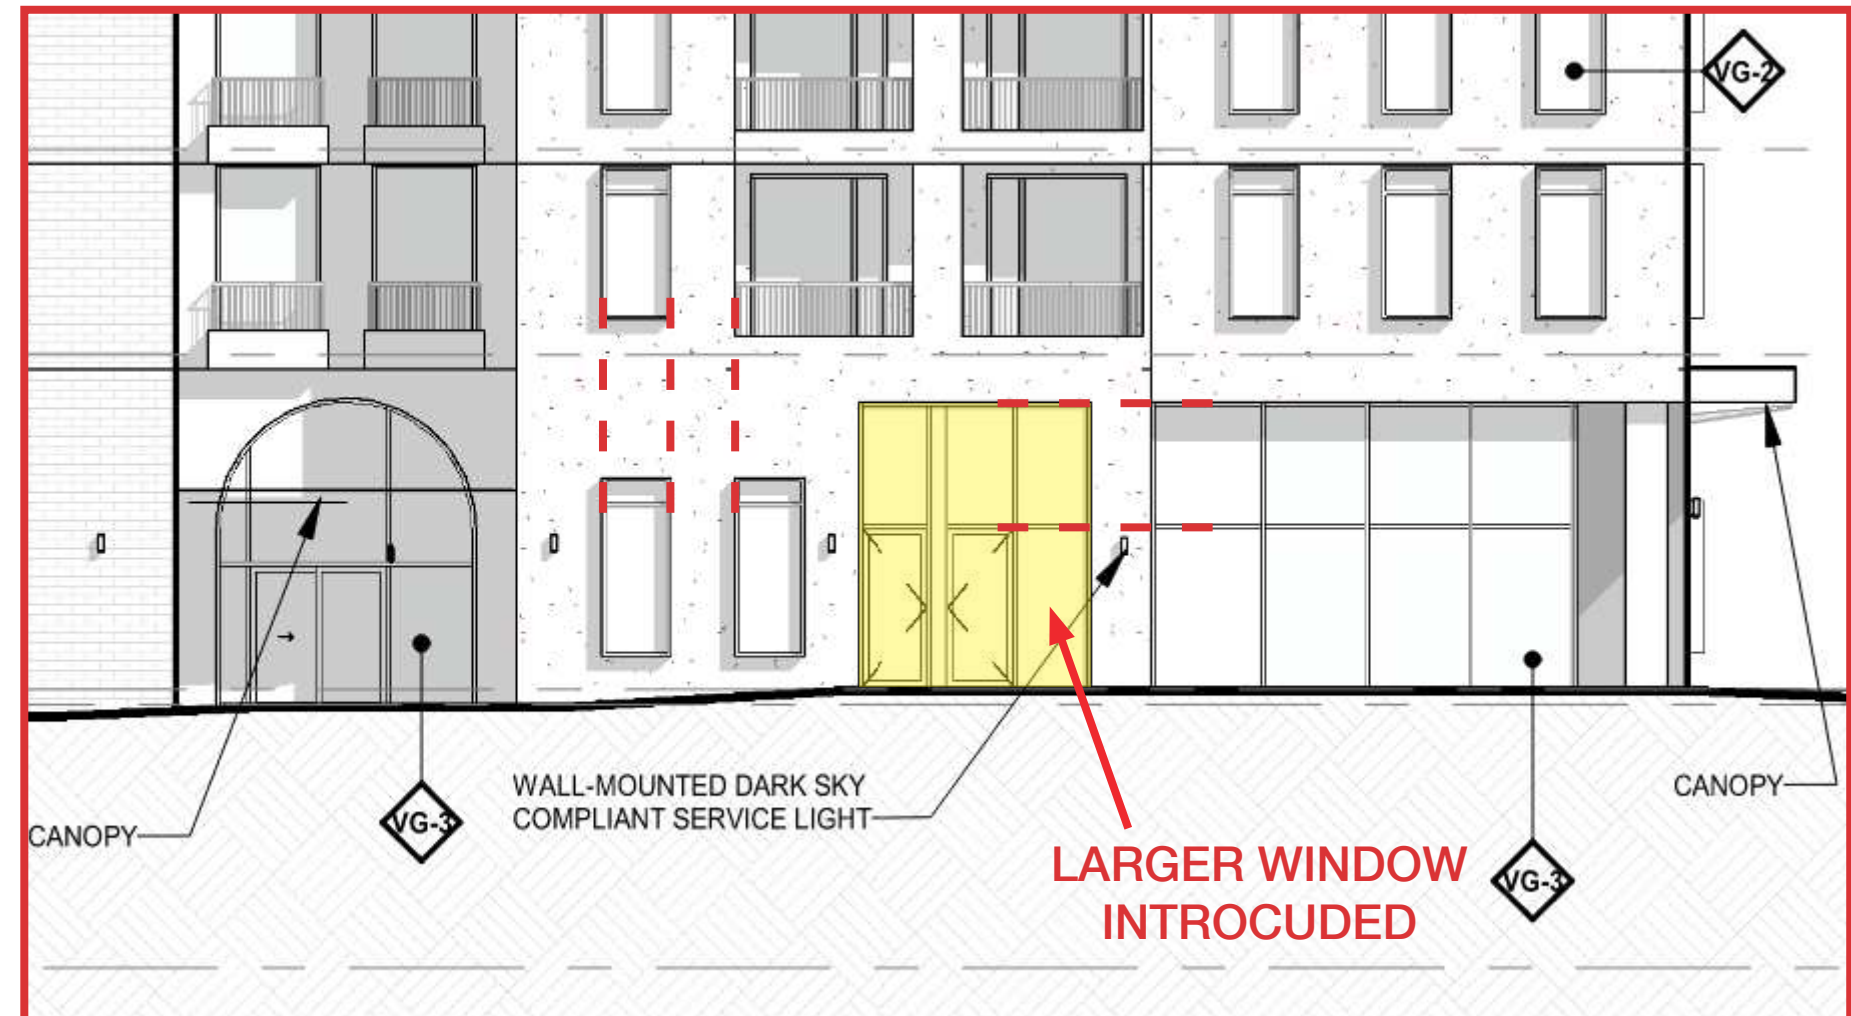 VG-2
WALL-MOUNTED DARK SKY
COMPLIANT SERVICE LIGHT
CANOPY
CANOPY
VG-3
LARGER WINDOW
INTROCUDED
VG-3